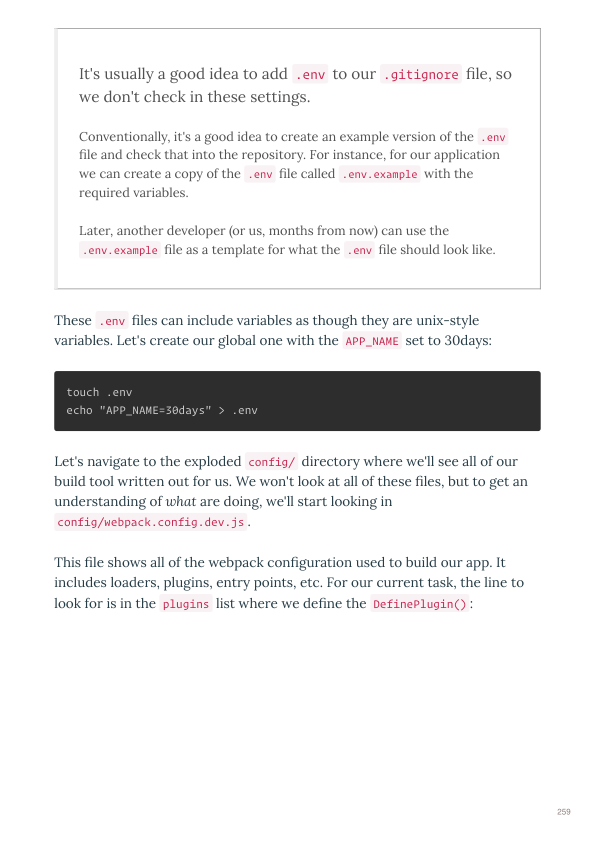 It's usually a good idea to add .env to our .gitignore file, so
we don't check in these settings.
Conventionally, it's a good idea to create an example version of the .env
file and check that into the repository. For instance, for our application
we can create a copy of the .env file called .env.example with the
required variables.
Later, another developer (or us, months from now) can use the
.env.example file as a template for what the .env file should look like.
These .env files can include variables as though they are unix-style
variables. Let's create our global one with the APP_NAME set to 30days:
touch .env
echo "APP_NAME=30days" > .env
Let's navigate to the exploded config/ directory where we'll see all of our
build tool written out for us. We won't look at all of these files, but to get an
understanding of what are doing, we'll start looking in
config/webpack.config.dev.js.
This file shows all of the webpack configuration used to build our app. It
includes loaders, plugins, entry points, etc. For our current task, the line to
look for is in the plugins list where we define the DefinePlugin():
259